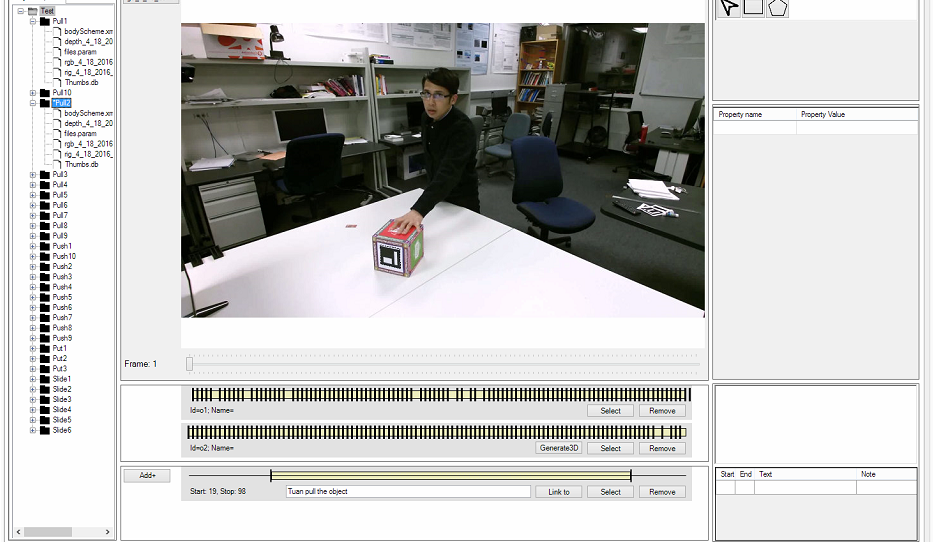 Test
Pull1
bodyScheme.xm
depth_4_18_20
files.param
rgb_4_18_2016
rig_4_18_2016_
Thumbs.db
Pull10
*Pull2
bodyScheme.xm
depth_4_18_20
files.param
rgb_4_18_2016
rig_4_18_2016_
Thumbs.db
Pull3
Pull4
Pull5
Pull6
Pull7
Pull8
Pull9
Push1
Push10
Push2
Push3
Push4
Push5
Push6
Push7
Push8
Push9
Put1
Put2
Put3
Slide1
Slide2
Slide3
Slide4
Slide5
Slide6
Frame: 1
Id=o1; Name=
Select
Remove
Id=o2; Name=
Generate3D
Select
Remove
Add+
Start: 19, Stop: 98
Tuan pull the object
Link to
Select
Remove
Property name
Property Value
Start
End
Text
Note